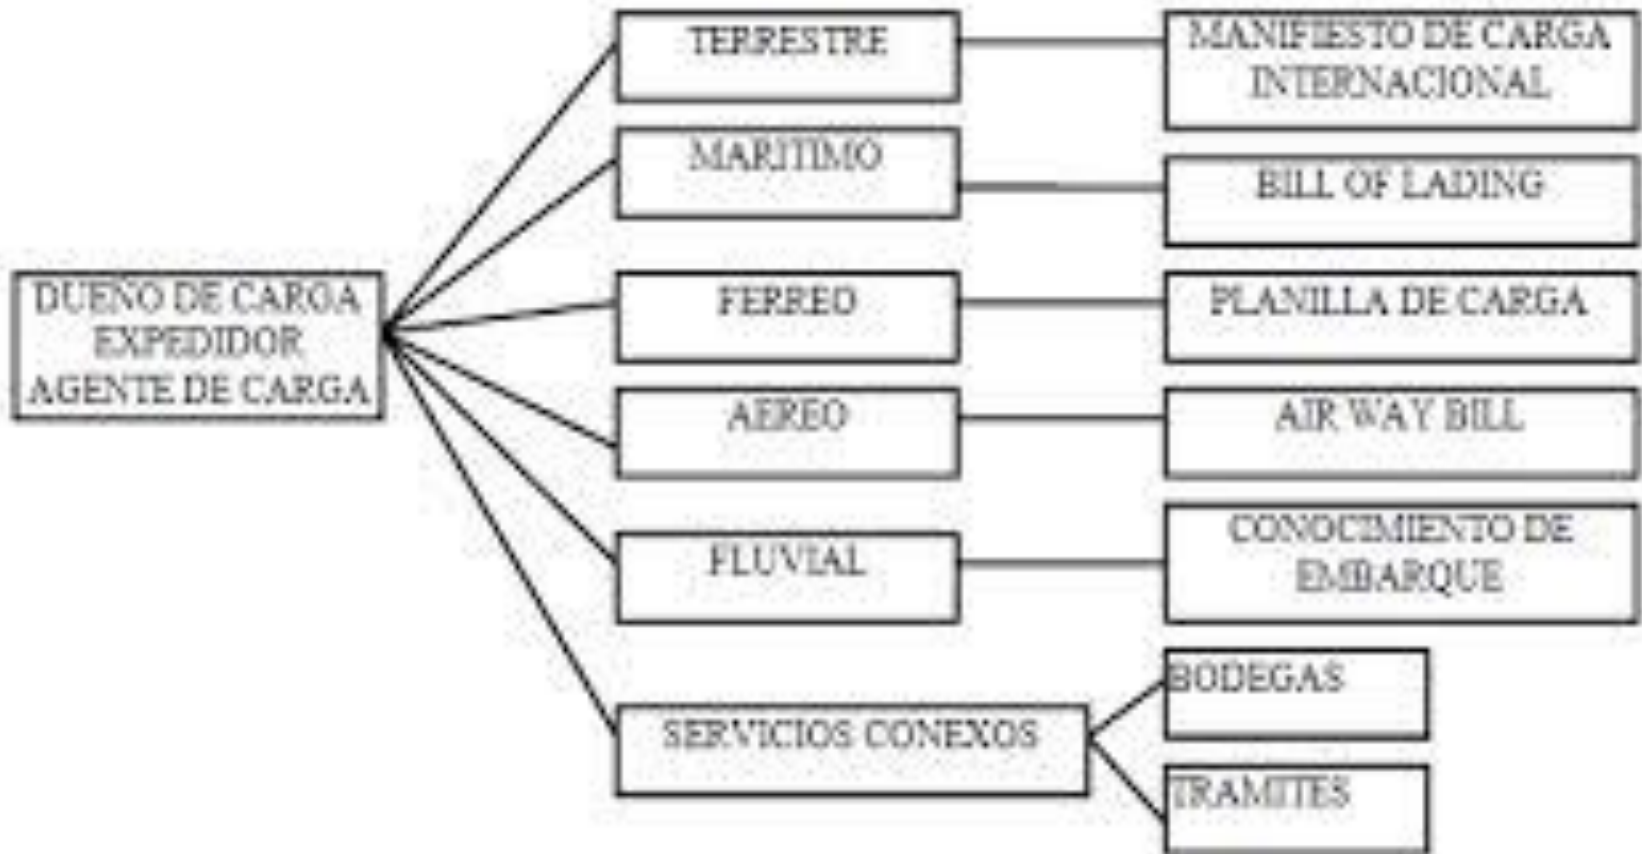 TERRESTRE
MANIFIESTO DE CARGA
INTERNACIONAL
MARITIMO
BILL OF LADING
DUEÑO DE CARGA
EXPEDIDOR
AGENTE DE CARGA
FERREO
PLANILLA DE CARGA
AEREO
AIR WAY BILL
FLUVIAL
CONOCIMIENTO DE
EMBARQUE
SERVICIOS CONEXOS
BODEGAS
TRAMITES